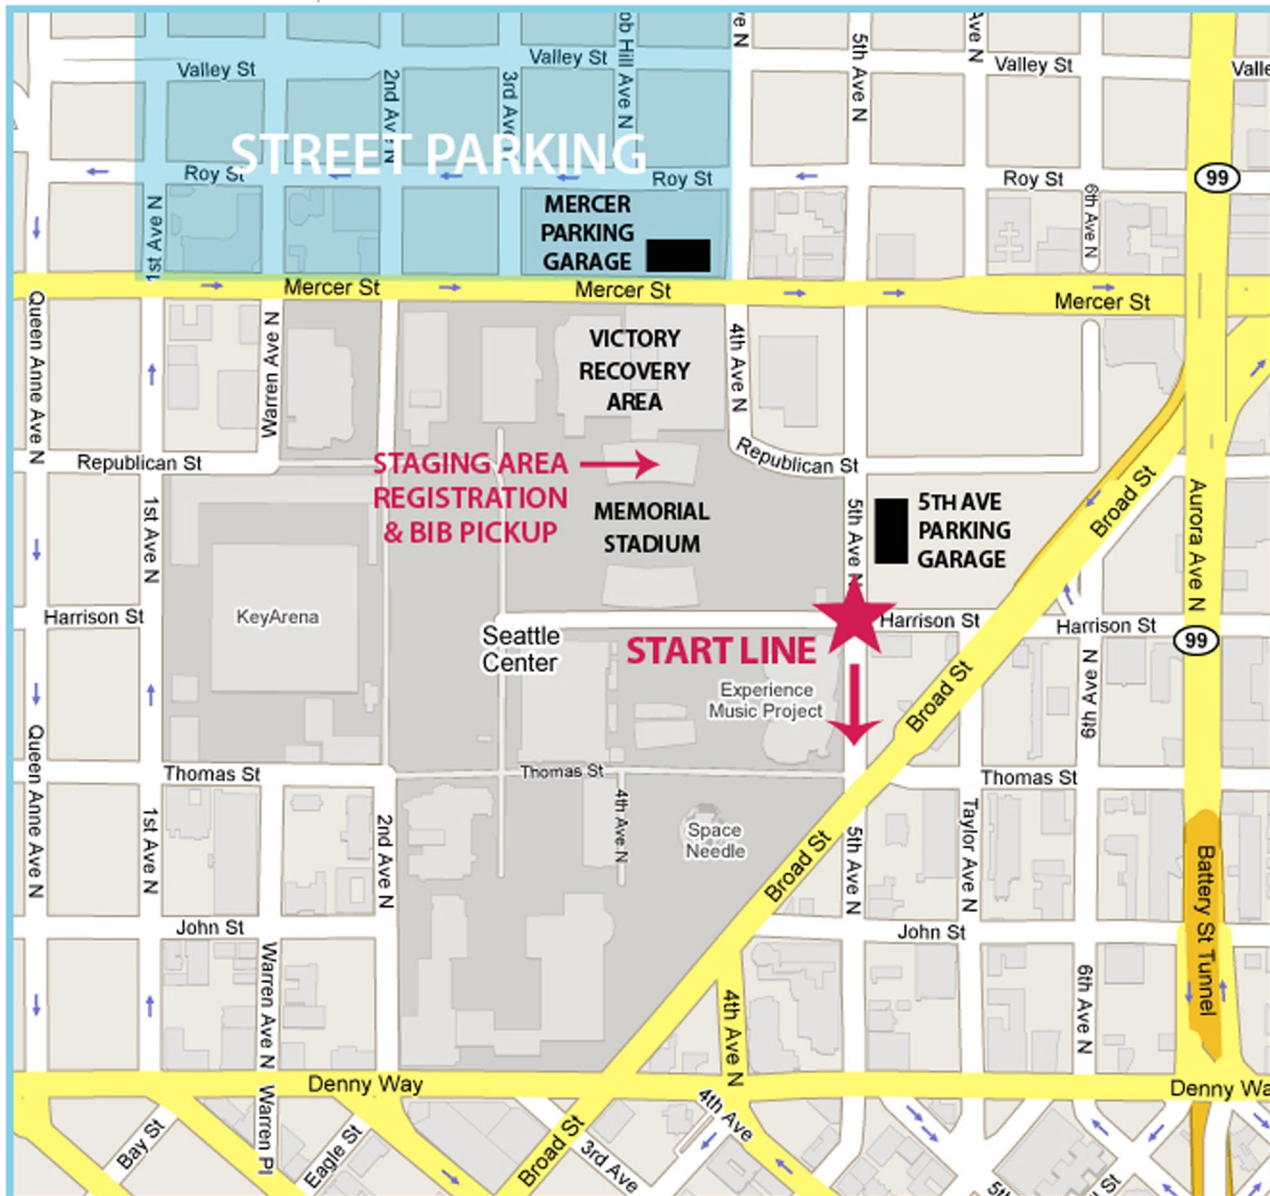 ob Hill Ave N
ve N
5th Ave N
Ave N
Valley St
Valley St
Valley St
Valle
2nd Av N
3rd Av
STREET PARKING
Roy St
Roy St
Roy St
99
1st Ave N
MERCER
PARKING
GARAGE
6th Ave N
Mercer St
Mercer St
Mercer St
Queen Anne Ave N
Warren Ave N
VICTORY
RECOVERY
AREA
4th Ave N
Republican St
Republican St
STAGING AREA
REGISTRATION
& BIB PICKUP
MEMORIAL
STADIUM
1st Ave N
5th Ave N
5TH AVE
PARKING
GARAGE
Broad St
Aurora Ave N
Harrison St
KeyArena
Seattle
Center
START LINE
Harrison St
Harrison St
99
Experience
Music Project
Broad St
6th Ave N
Queen Anne Ave N
Thomas St
Thomas St
Thomas St
1st Ave N
2nd Ave N
4th Ave N
Space
Needle
Broad St
5th Ave N
Taylor Ave N
Battery St Tunnel
John St
John St
Warren Ave N
4th Ave N
6th Ave N
Denny Way
Denny Wa
Bay St
Warren Pl
Eagle St
Broad St
3rd Ave
4th Ave
5t
St